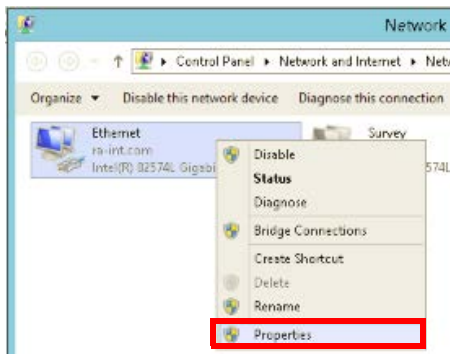 Network
Control Panel ▸ Network and Internet ▸ Netw
Organize ▾ Disable this network device Diagnose this connection
Ethernet
ra-int.com
Intel(R) 82574L Gigabi
Survey
574L
Disable
Status
Diagnose
Bridge Connections
Create Shortcut
Delete
Rename
Properties